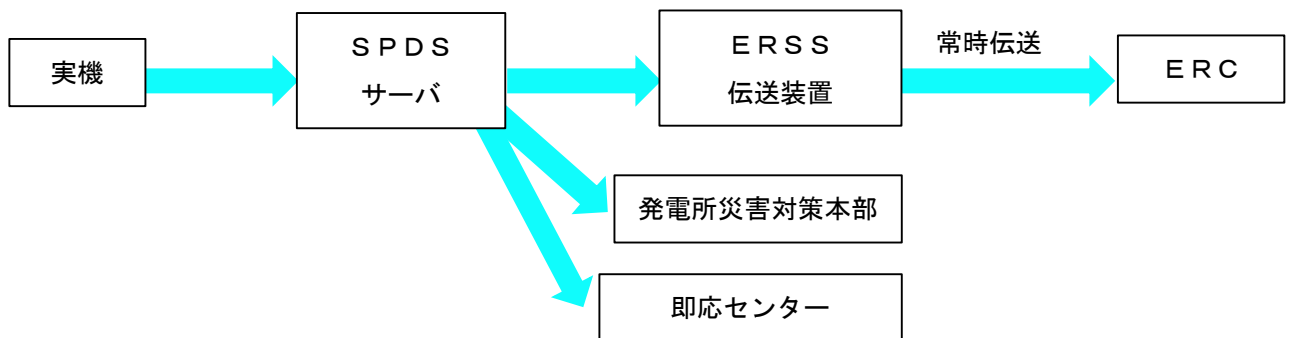 実機
ＳＰＤＳ
サーバ
ＥＲＳＳ
伝送装置
常時伝送
ＥＲＣ
発電所災害対策本部
即応センター